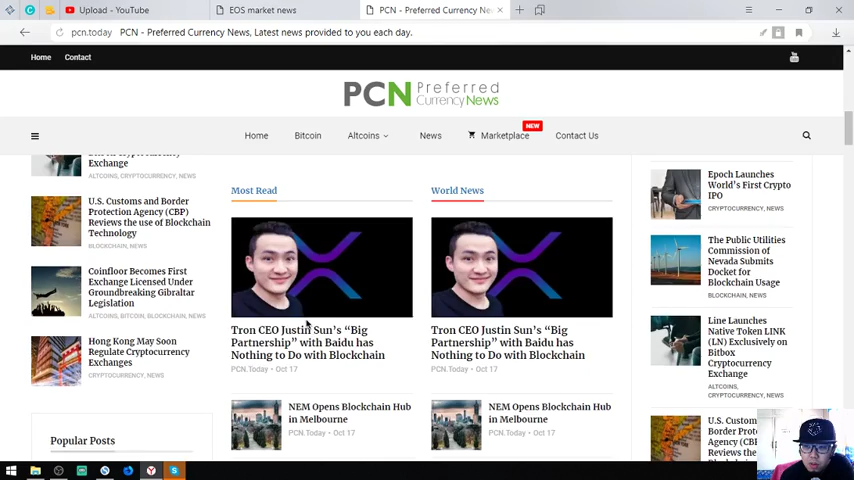 Upload - YouTube
EOS market news
PCN - Preferred Currency News
pcn.today PCN - Preferred Currency News, Latest news provided to you each day.
Home Contact
PCN Preferred
Currency News
Home Bitcoin Altcoins News Marketplace NEW Contact Us
Exchange
ALTCOINS, CRYPTOCURRENCY, NEWS
U.S. Customs and Border
Protection Agency (CBP)
Reviews the use of Blockchain
Technology
BLOCKCHAIN, NEWS
Coinfloor Becomes First
Exchange Licensed Under
Groundbreaking Gibraltar
Legislation
ALTCOINS, BITCOIN, BLOCKCHAIN, NEWS
Hong Kong May Soon
Regulate Cryptocurrency
Exchanges
CRYPTOCURRENCY, NEWS
Popular Posts
Most Read
Tron CEO Justin Sun's “Big
Partnership” with Baidu has
Nothing to Do with Blockchain
PCN.Today • Oct 17
NEM Opens Blockchain Hub
in Melbourne
PCN.Today • Oct 17
World News
Tron CEO Justin Sun's “Big
Partnership” with Baidu has
Nothing to Do with Blockchain
PCN.Today • Oct 17
NEM Opens Blockchain Hub
in Melbourne
PCN.Today • Oct 17
Epoch Launches
World's First Crypto
IPO
CRYPTOCURRENCY, NEWS
The Public Utilities
Commission of
Nevada Submits
Docket for
Blockchain Usage
BLOCKCHAIN, NEWS
Line Launches
Native Token LINK
(LN) Exclusively on
Bitbox
Cryptocurrency
Exchange
ALTCOINS,
CRYPTOCURRENCY, NEWS
U.S. Custom
and Border
Protection
Agency (CB
Reviews the